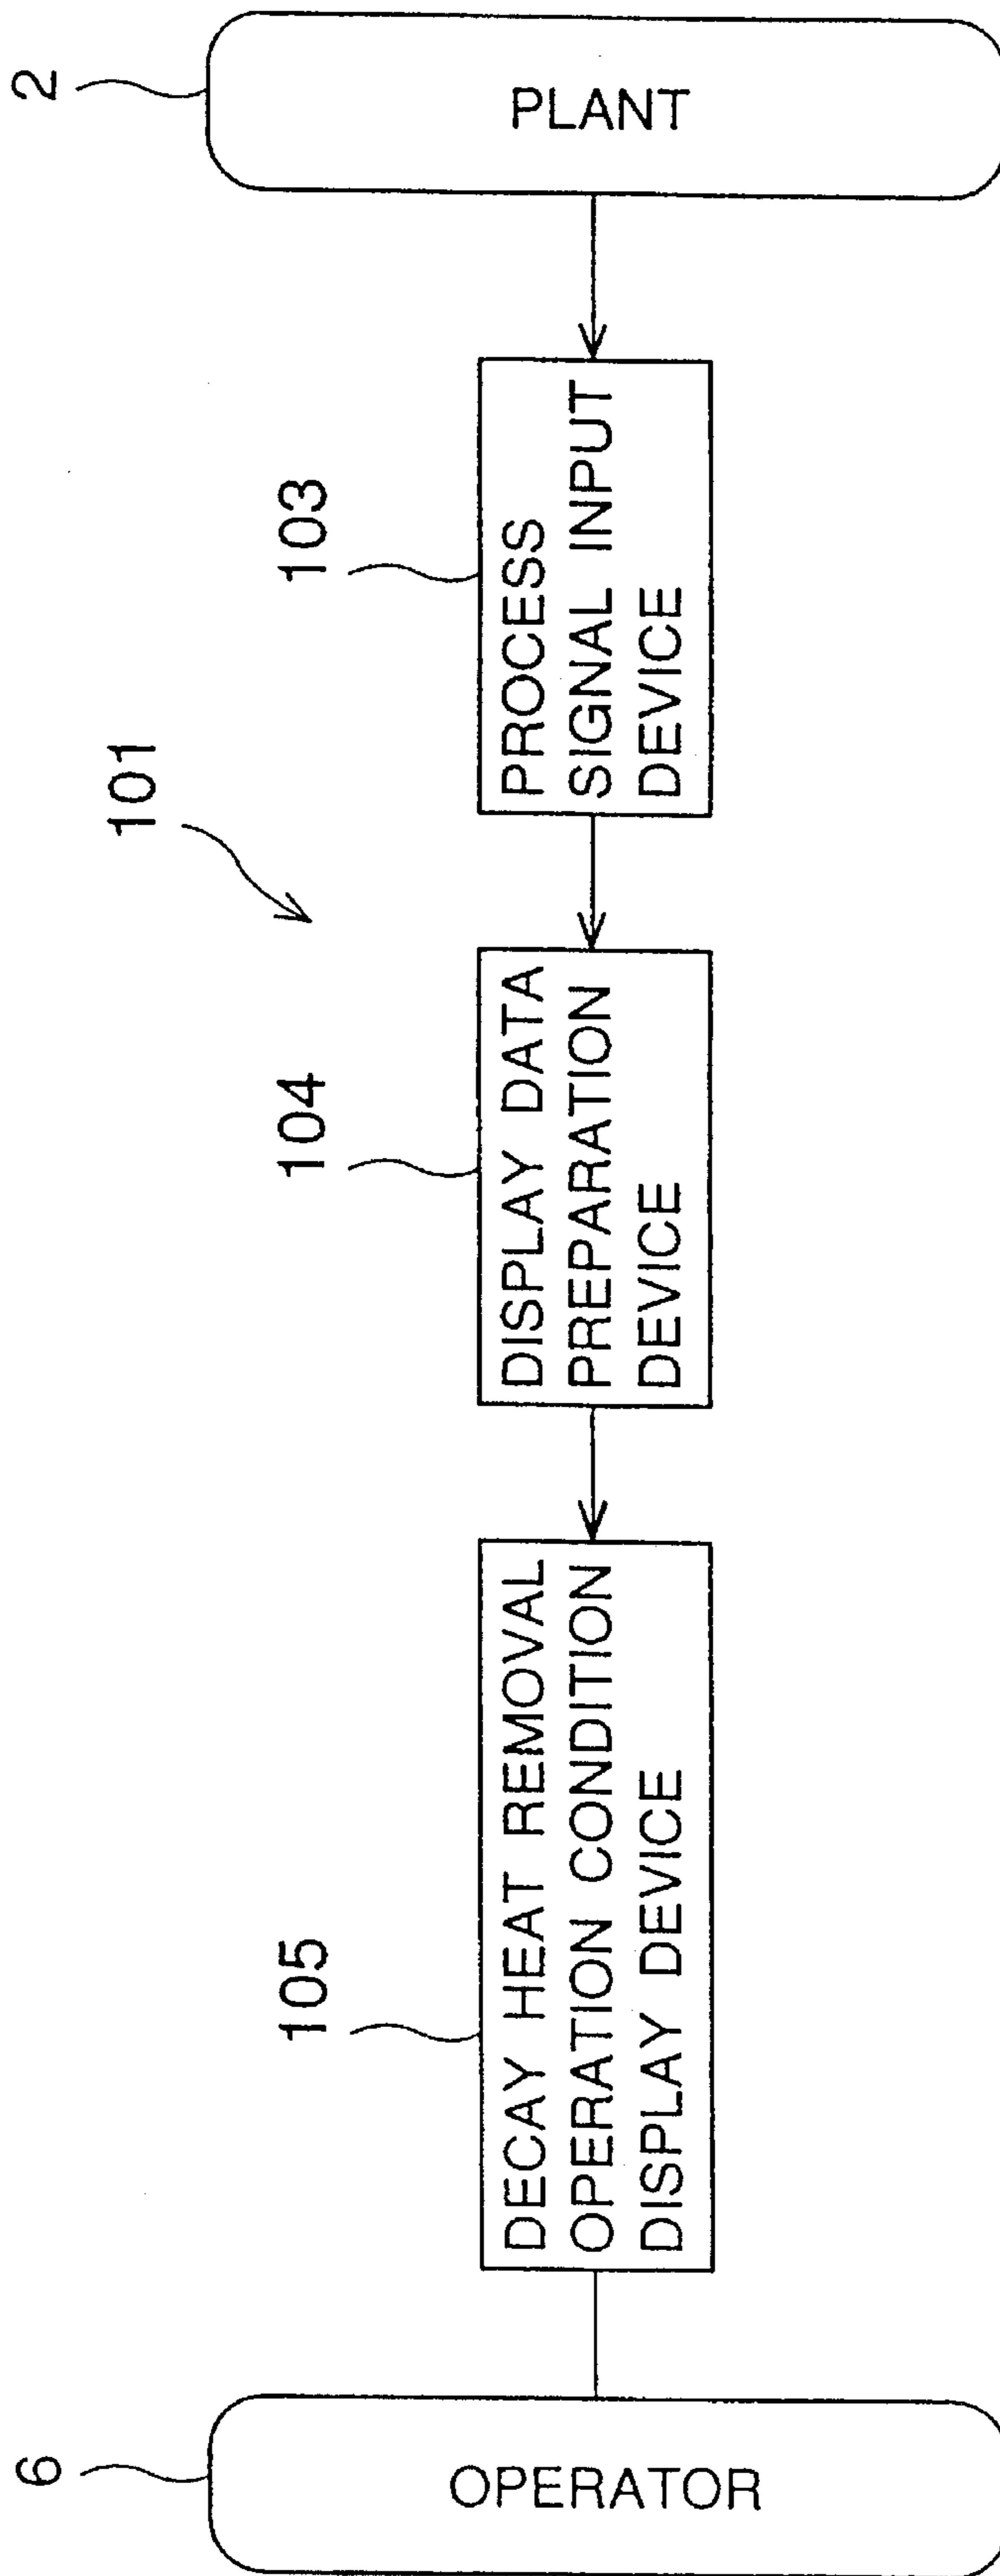 2
PLANT
103
PROCESS
SIGNAL INPUT
DEVICE
101
104
DISPLAY DATA
PREPARATION
DEVICE
105
DECAY HEAT REMOVAL
OPERATION CONDITION
DISPLAY DEVICE
6
OPERATOR